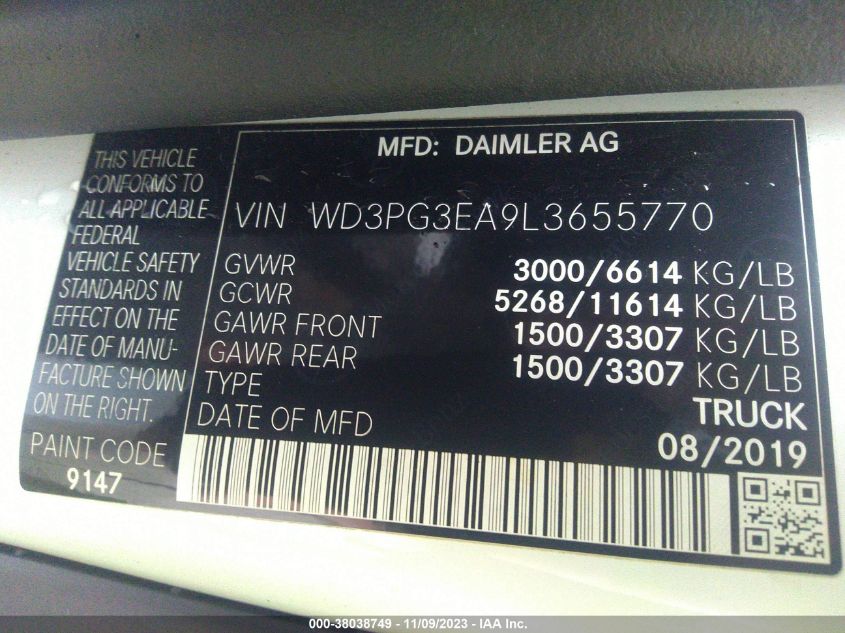 MFD: DAIMLER AG
THIS VEHICLE
CONFORMS TO
ALL APPLICABLE
FEDERAL
VEHICLE SAFETY
STANDARDS IN
EFFECT ON THE
DATE OF MANU-
FACTURE SHOWN
ON THE RIGHT.
PAINT CODE
9147
VIN WD3PG3EA9L3655770
GVWR 3000/6614 KG/LB
GCWR 5268/11614 KG/LB
GAWR FRONT 1500/3307 KG/LB
GAWR REAR 1500/3307 KG/LB
TYPE TRUCK
DATE OF MFD 08/2019
000-38038749 - 11/09/2023 - IAA Inc.